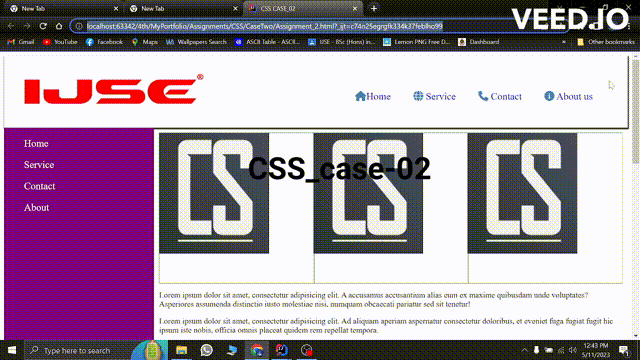 New Tab
New Tab
CSS CASE_02
localhost:63342/4th/MyPortfolio/Assignments/CSS/CaseTwo/Assignment_2.html?_ijt=c74n25egrgfk334k37feblho99
VEED.IO
Gmail
YouTube
Facebook
Maps
Wallpapers Search
ASCII Table - ASCII...
IJSE - BSc (Hons) in...
Lemon PNG Free D...
Dashboard
»
Other bookmarks
IJSE®
Home
Service
Contact
About us
Home
Service
Contact
About
CS
CS
CS
CSS_case-02
Lorem ipsum dolor sit amet, consectetur adipisicing elit. A accusamus accusantium alias cum ex maxime quibusdam unde voluptates?
Asperiores assumenda distinctio iusto molestiae nisi, numquam obcaecati pariatur sed sit tenetur!
Lorem ipsum dolor sit amet, consectetur adipisicing elit. Ad aliquam aperiam aspernatur consectetur doloribus, et eveniet fuga fugiat fugit hic
ipsum iste nobis, officia omnis placeat quidem rem repellat tempora.
Type here to search
12:43 PM
5/11/2023